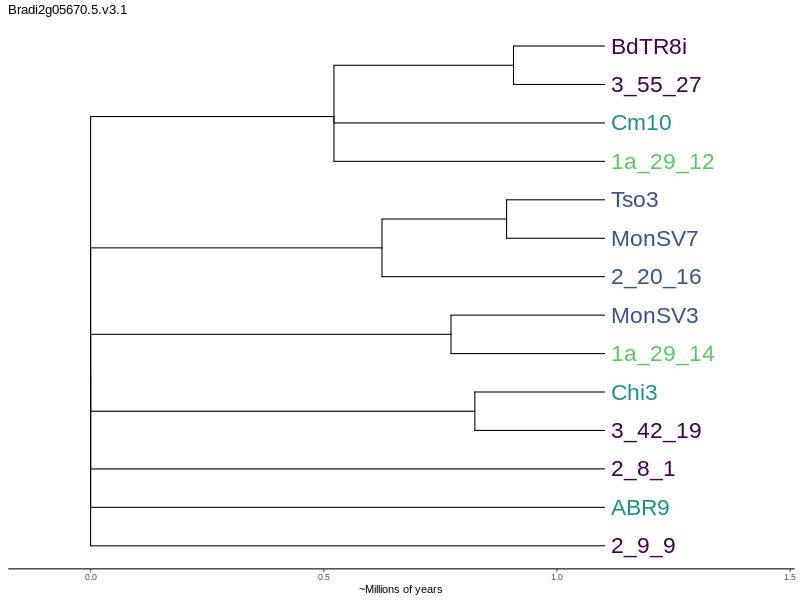 Bradi2g05670.5.v3.1
BdTR8i
3_55_27
Cm10
1a_29_12
Tso3
MonSV7
2_20_16
MonSV3
1a_29_14
Chi3
3_42_19
2_8_1
ABR9
2_9_9
0.0 0.5 1.0 1.5
~Millions of years